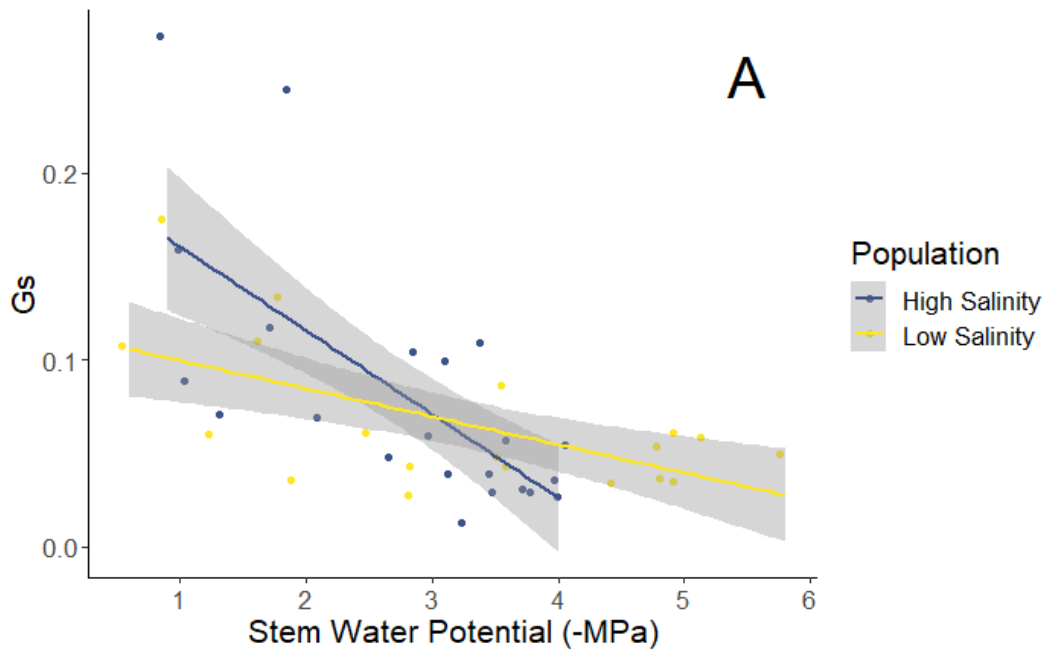 A
0.2
0.1
0.0
Gs
1 2 3 4 5 6
Stem Water Potential (-MPa)
Population
High Salinity
Low Salinity